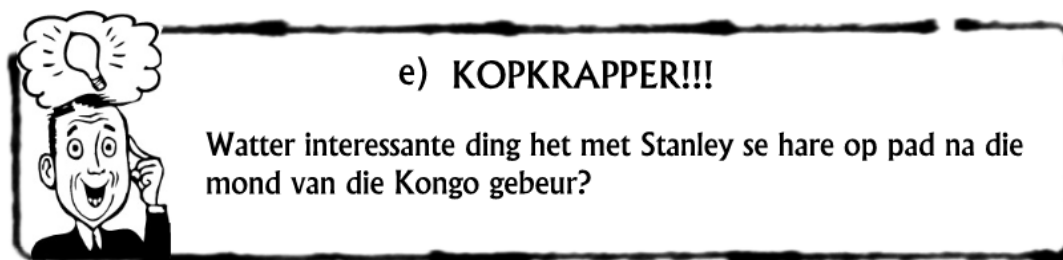 e) KOPKRAPPER!!!
Watter interessante ding het met Stanley se hare op pad na die
mond van die Kongo gebeur?